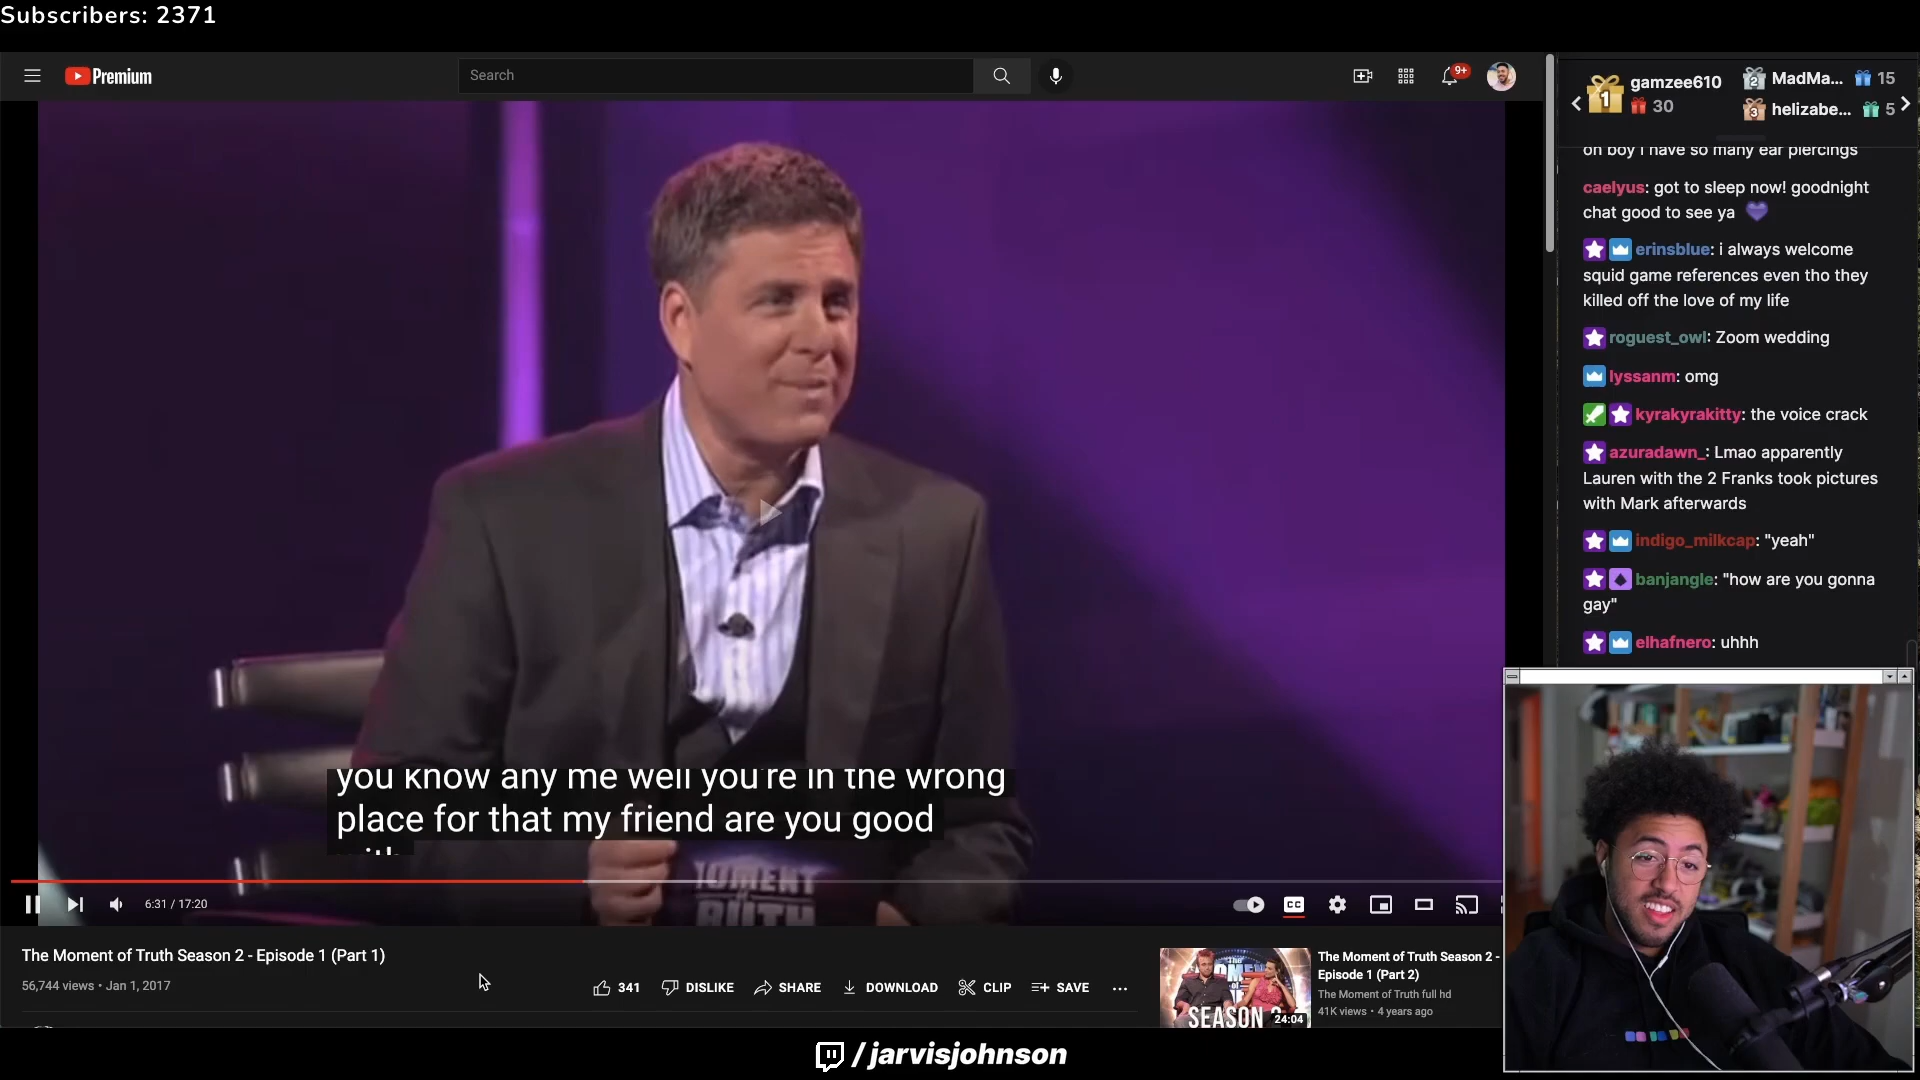 Subscribers: 2371
Premium
Search
9+
gamzee610
30
1
2
MadMa... 15
3
helizabe... 5
oh boy i have so many ear piercings
caelyus: got to sleep now! goodnight
chat good to see ya
erinsblue: i always welcome
squid game references even tho they
killed off the love of my life
roguest_owl: Zoom wedding
lyssanm: omg
kyrakyrakitty: the voice crack
azuradawn_: Lmao apparently
Lauren with the 2 Franks took pictures
with Mark afterwards
indigo_milkcap: "yeah"
banjangle: "how are you gonna
gay"
elhafnero: uhhh
you know any me well you're in the wrong
place for that my friend are you good
MOMENT
TRUTH
6:31 / 17:20
CC
The Moment of Truth Season 2 - Episode 1 (Part 1)
56,744 views • Jan 1, 2017
341
DISLIKE
SHARE
DOWNLOAD
CLIP
SAVE
...
SEASON
24:04
The Moment of Truth Season 2 -
Episode 1 (Part 2)
The Moment of Truth full hd
41K views • 4 years ago
/jarvisjohnson